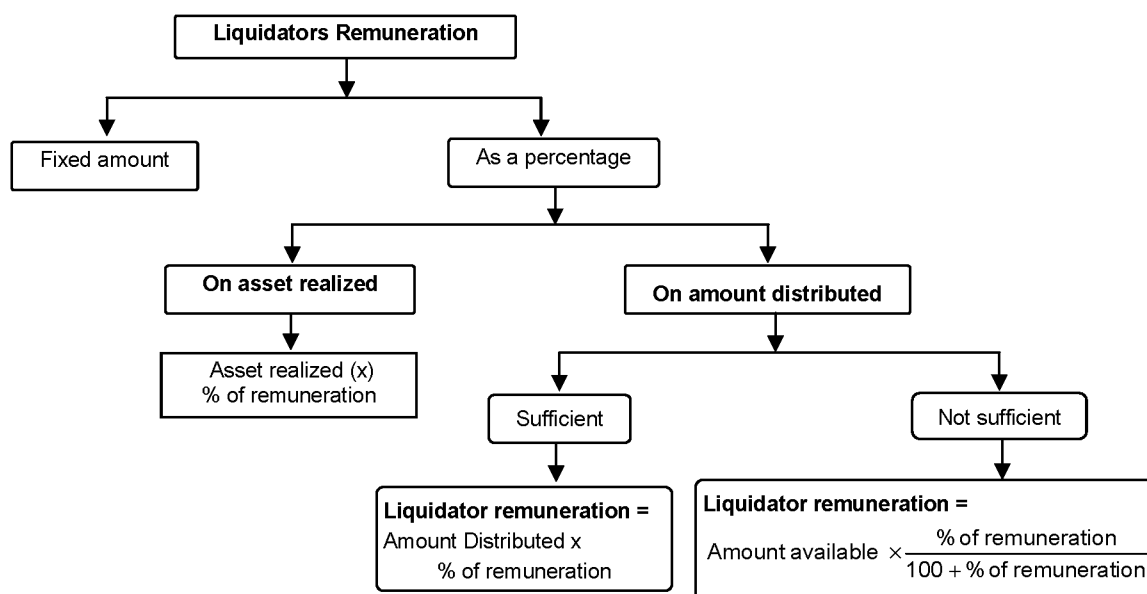 Liquidators Remuneration
Fixed amount
As a percentage
On asset realized
On amount distributed
Asset realized (x)
% of remuneration
Sufficient
Not sufficient
Liquidator remuneration =
Amount Distributed x
% of remuneration
Liquidator remuneration =
Amount available × % of remuneration
100 + % of remuneration